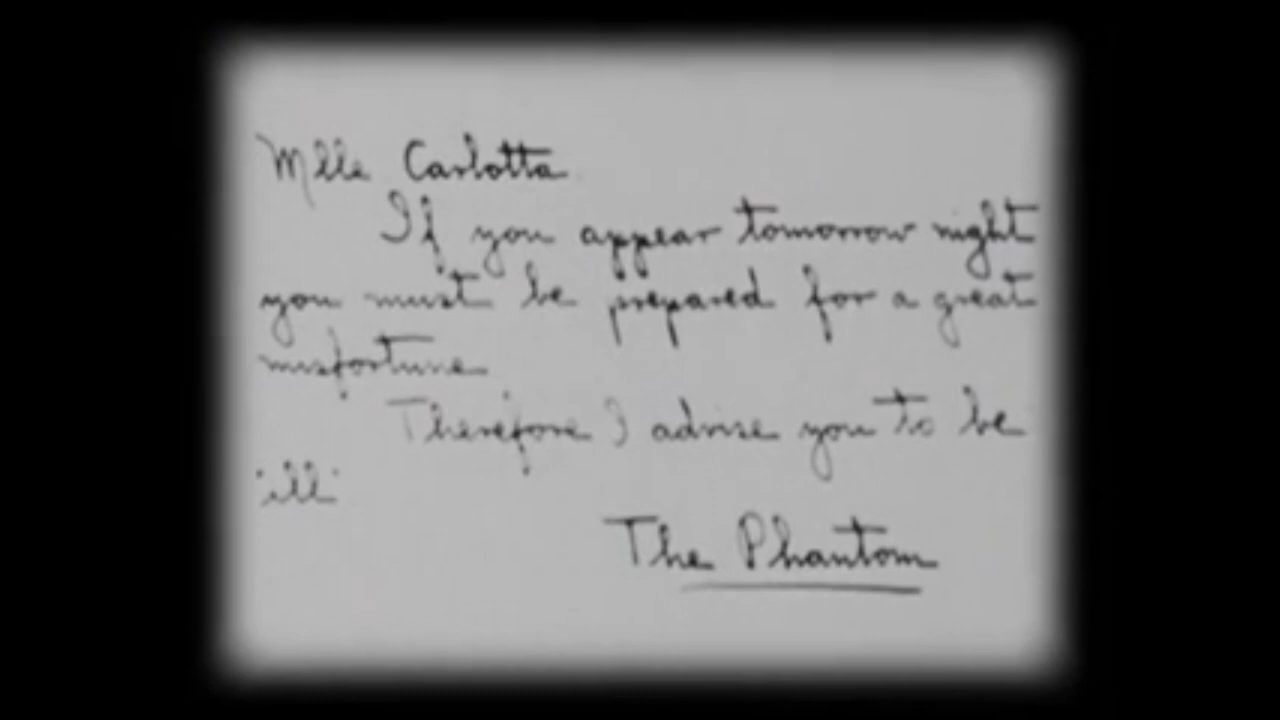 Mlle Carlotta
If you appear tomorrow night
you must be prepared for a great
misfortune.
Therefore I advise you to be
'ill'
The Phantom